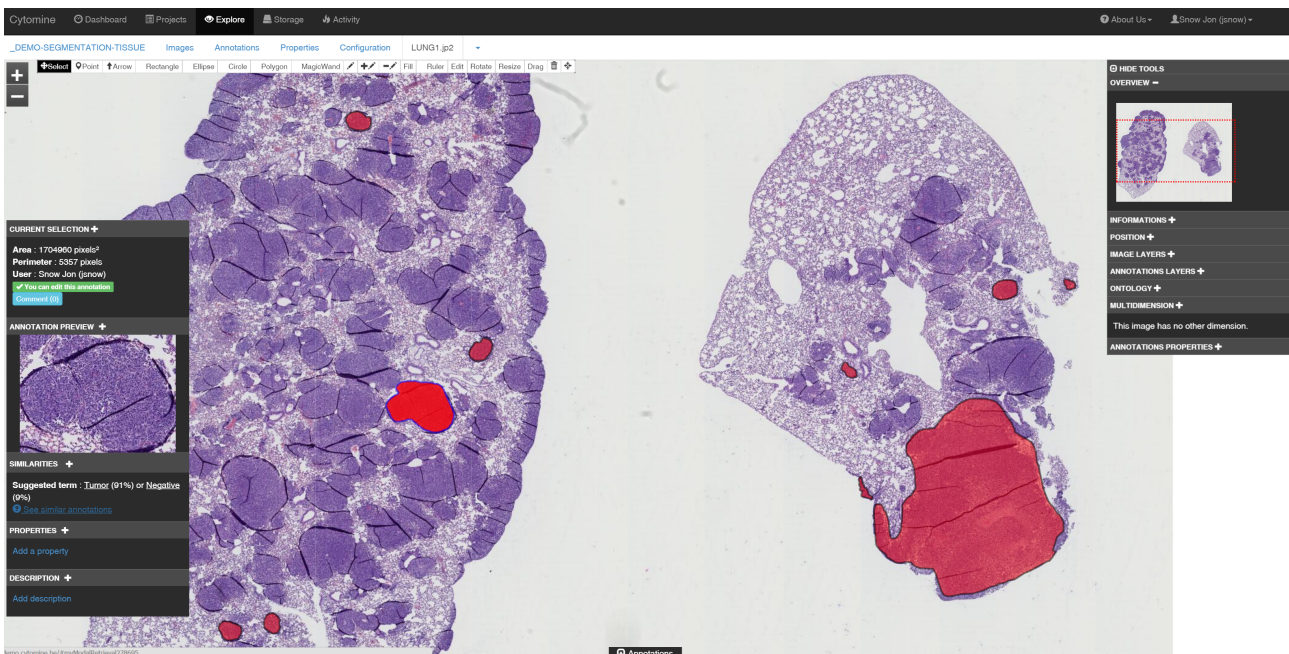 Cytomine Dashboard Projects Explore Storage Activity About Us Snow Jon (jsnow)
_DEMO-SEGMENTATION-TISSUE Images Annotations Properties Configuration LUNG1.jp2
+ Select Point Arrow Rectangle Ellipse Circle Polygon MagicWand Fill Ruler Edit Rotate Resize Drag
−
HIDE TOOLS
OVERVIEW −
INFORMATIONS +
POSITION +
IMAGE LAYERS +
ANNOTATIONS LAYERS +
ONTOLOGY +
MULTIDIMENSION +
This image has no other dimension.
ANNOTATIONS PROPERTIES +
CURRENT SELECTION +
Area : 1704960 pixels²
Perimeter : 5357 pixels
User : Snow Jon (jsnow)
You can edit this annotation
Comment (0)
ANNOTATION PREVIEW +
SIMILARITIES +
Suggested term : Tumor (91%) or Negative
(9%)
See similar annotations
PROPERTIES +
Add a property
DESCRIPTION +
Add description
Annotations